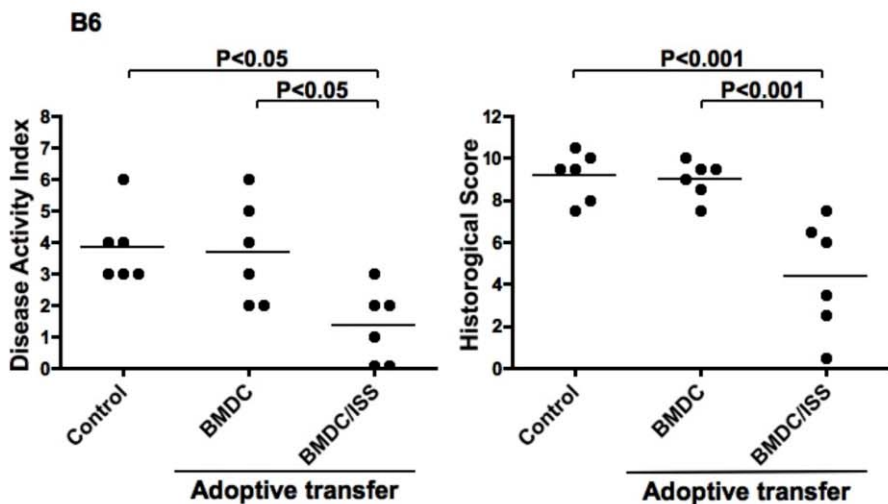 B6
P<0.05
P<0.05
Disease Activity Index
8
7
6
5
4
3
2
1
0
Control
BMDC
BMDC/ISS
Adoptive transfer
P<0.001
P<0.001
Historogical Score
12
10
8
6
4
2
0
Control
BMDC
BMDC/ISS
Adoptive transfer